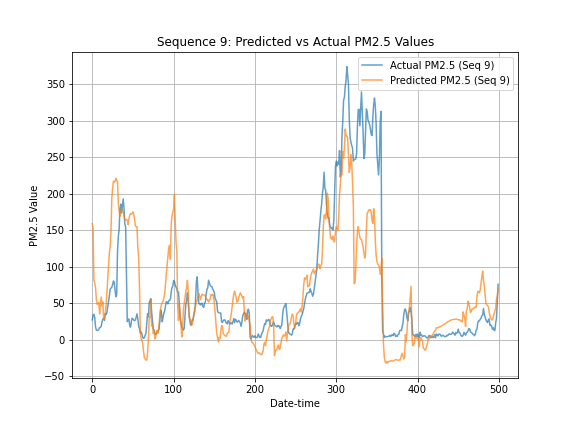 Sequence 9: Predicted vs Actual PM2.5 Values
Actual PM2.5 (Seq 9)
Predicted PM2.5 (Seq 9)
PM2.5 Value
350
300
250
200
150
100
50
0
−50
0 100 200 300 400 500
Date-time